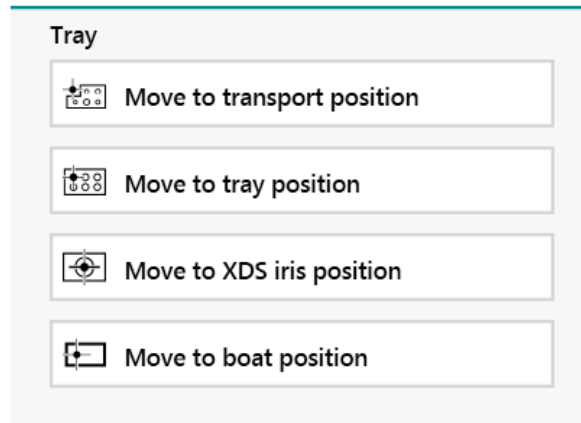 Tray
Move to transport position
Move to tray position
Move to XDS iris position
Move to boat position